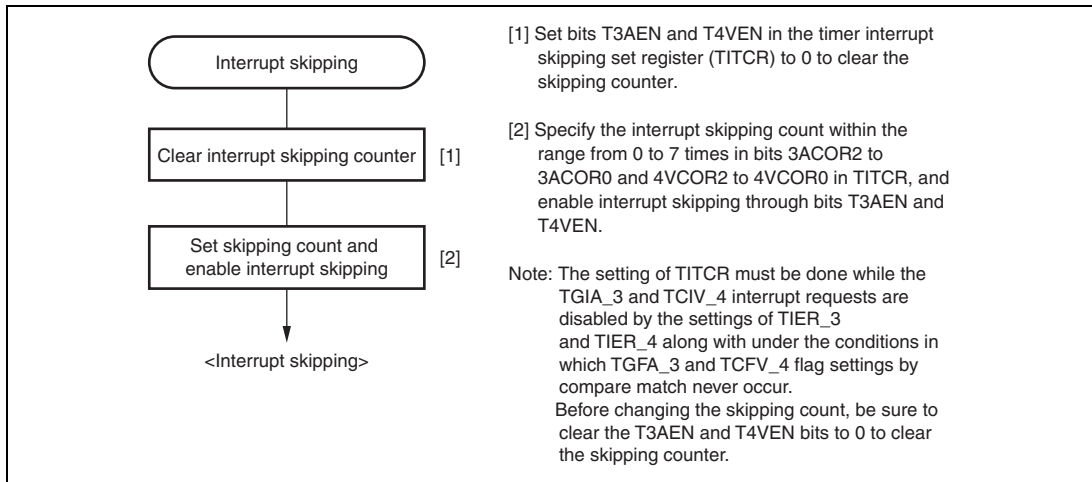 Interrupt skipping
Clear interrupt skipping counter
[1]
Set skipping count and
enable interrupt skipping
[2]
<Interrupt skipping>
[1] Set bits T3AEN and T4VEN in the timer interrupt
skipping set register (TITCR) to 0 to clear the
skipping counter.
[2] Specify the interrupt skipping count within the
range from 0 to 7 times in bits 3ACOR2 to
3ACOR0 and 4VCOR2 to 4VCOR0 in TITCR, and
enable interrupt skipping through bits T3AEN and
T4VEN.
Note: The setting of TITCR must be done while the
TGIA_3 and TCIV_4 interrupt requests are
disabled by the settings of TIER_3
and TIER_4 along with under the conditions in
which TGFA_3 and TCFV_4 flag settings by
compare match never occur.
Before changing the skipping count, be sure to
clear the T3AEN and T4VEN bits to 0 to clear
the skipping counter.